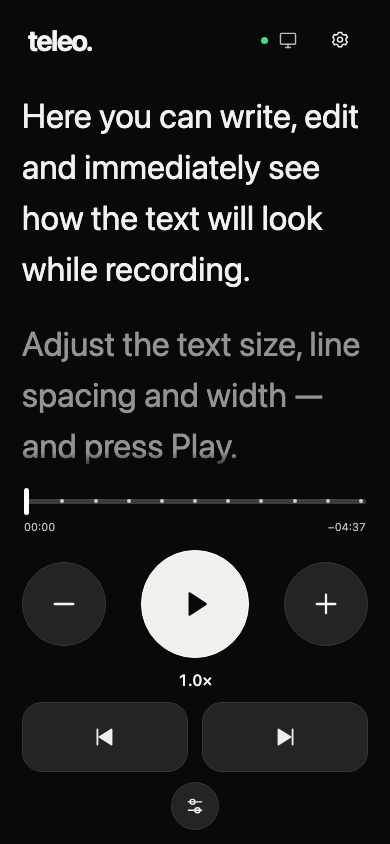 teleo.
Here you can write, edit
and immediately see
how the text will look
while recording.
Adjust the text size, line
spacing and width —
and press Play.
00:00
−04:37
1.0×